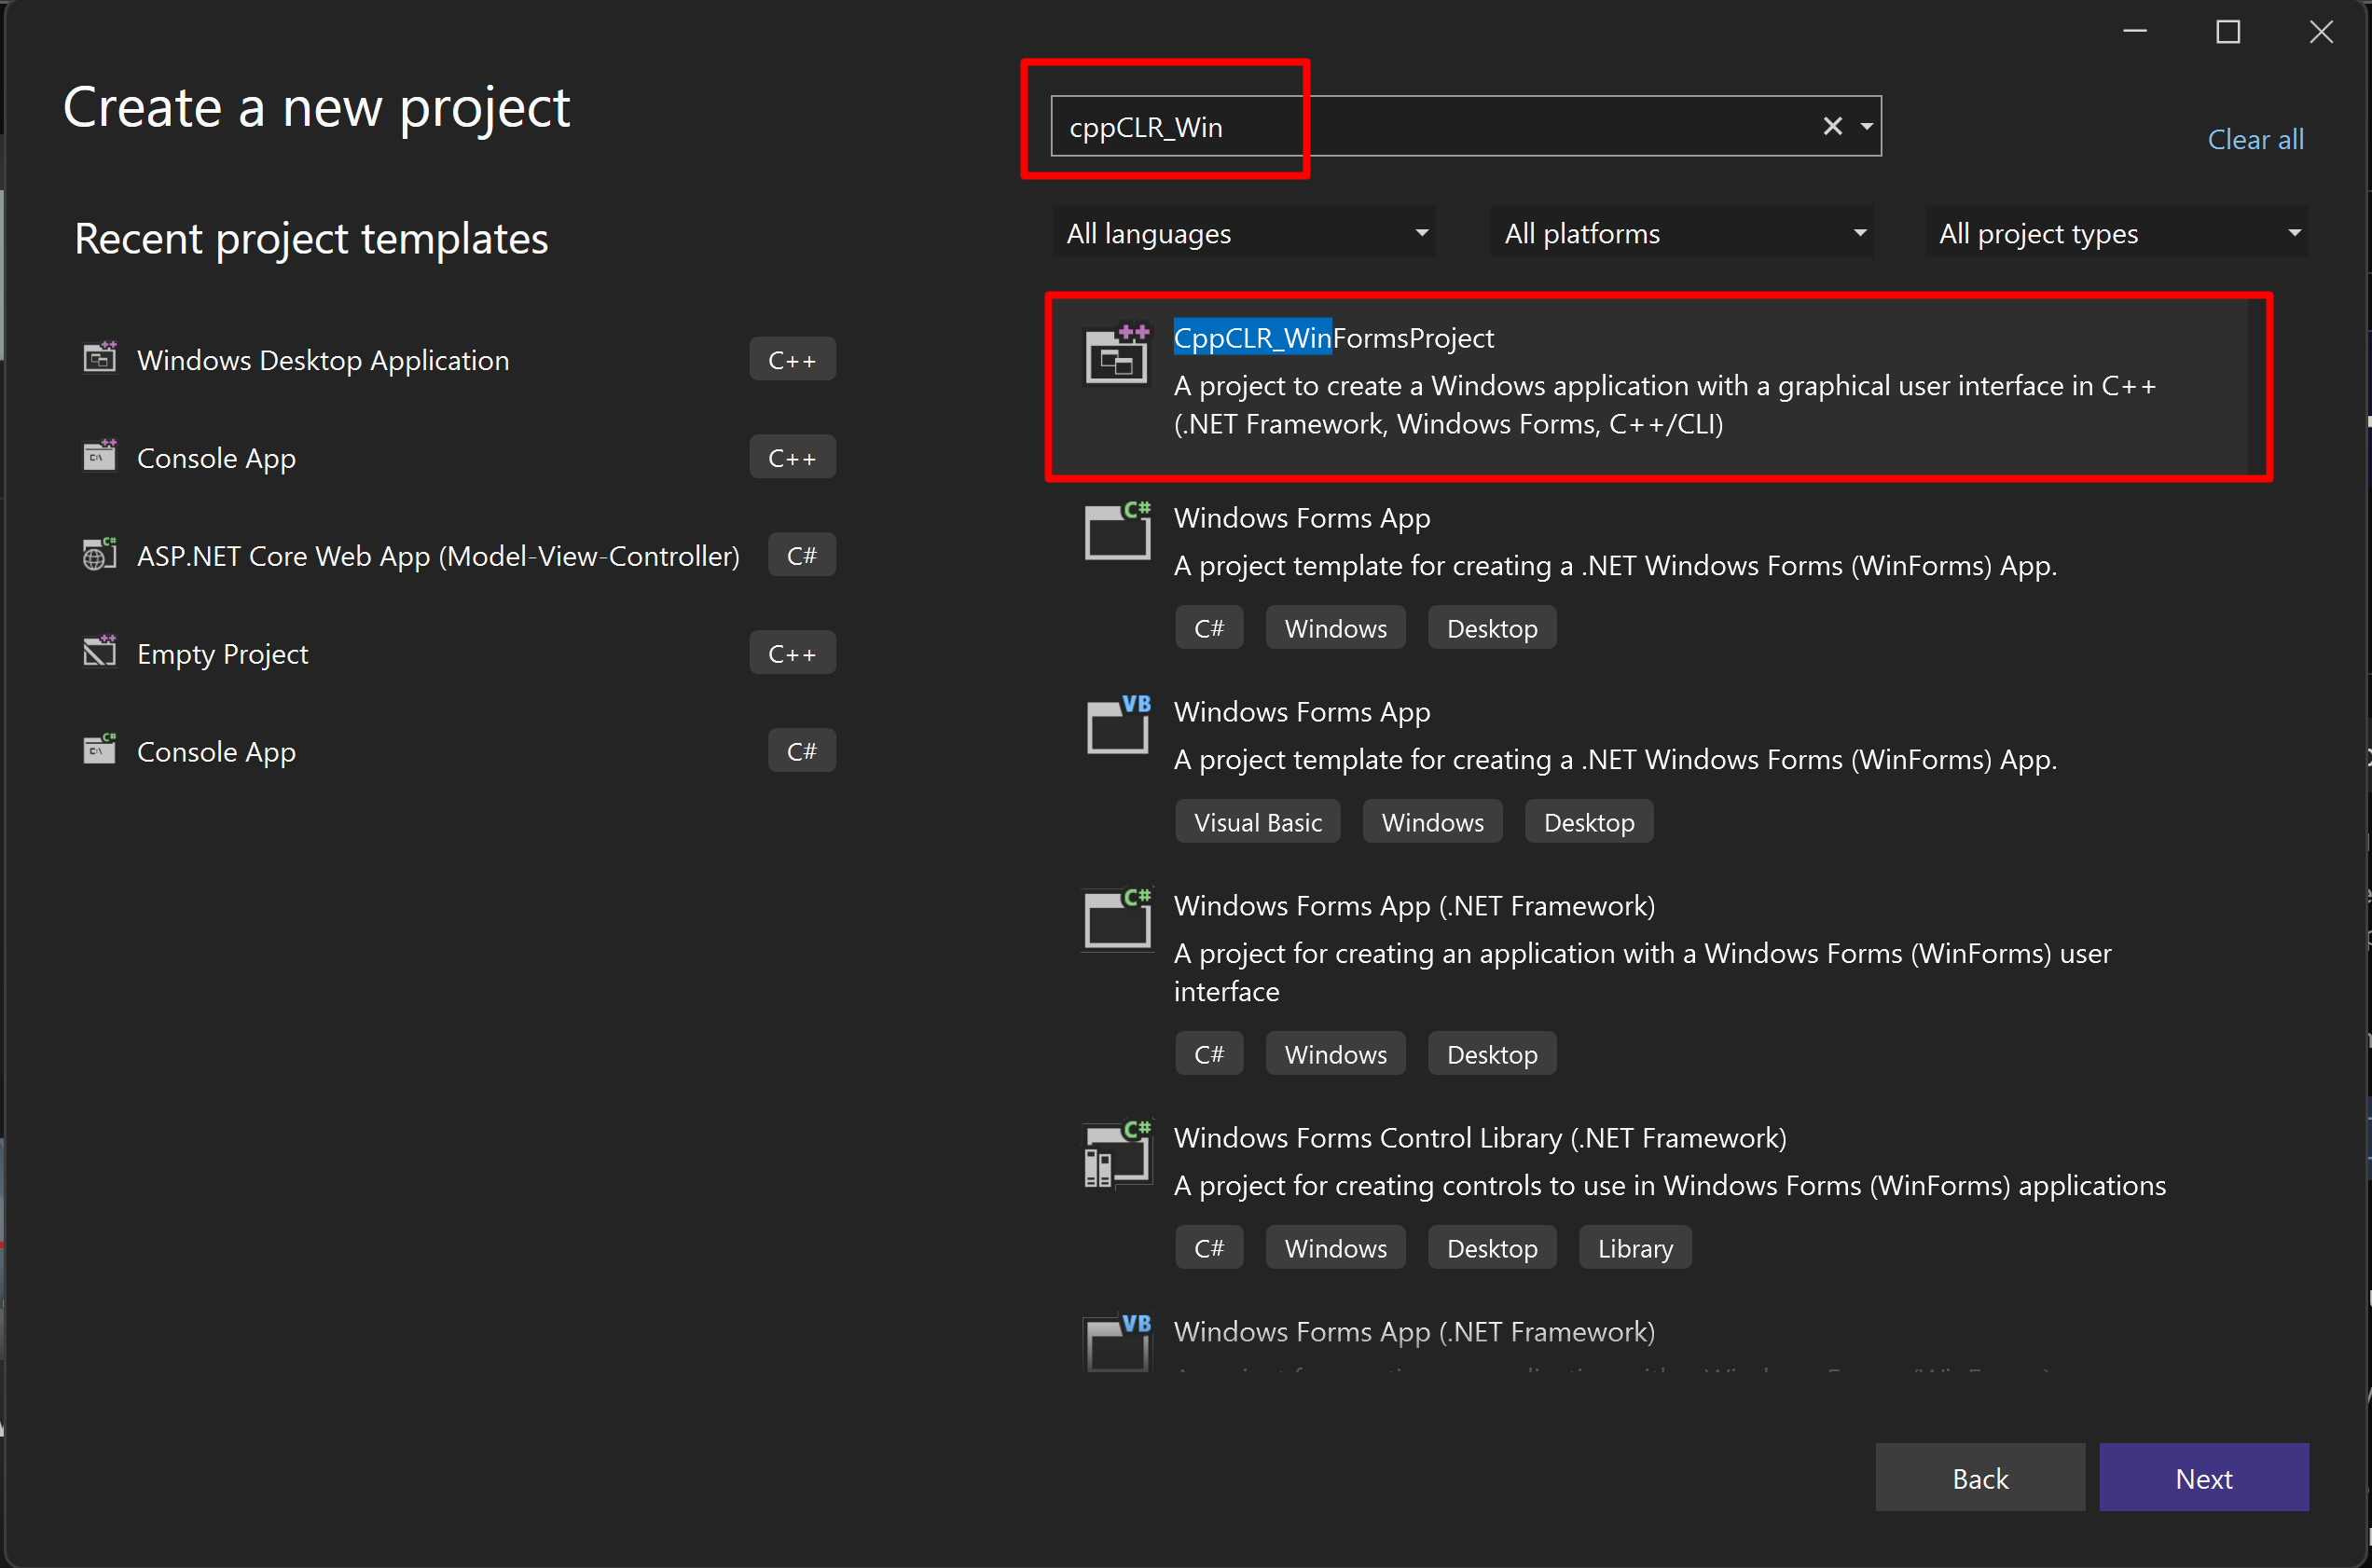 Create a new project
cppCLR_Win
Clear all
Recent project templates
All languages
All platforms
All project types
Windows Desktop Application
C++
Console App
C++
ASP.NET Core Web App (Model-View-Controller)
C#
Empty Project
C++
Console App
C#
CppCLR_WinFormsProject
A project to create a Windows application with a graphical user interface in C++
(.NET Framework, Windows Forms, C++/CLI)
Windows Forms App
A project template for creating a .NET Windows Forms (WinForms) App.
C# Windows Desktop
VB
Windows Forms App
A project template for creating a .NET Windows Forms (WinForms) App.
Visual Basic Windows Desktop
Windows Forms App (.NET Framework)
A project for creating an application with a Windows Forms (WinForms) user
interface
C# Windows Desktop
Windows Forms Control Library (.NET Framework)
A project for creating controls to use in Windows Forms (WinForms) applications
C# Windows Desktop Library
VB
Windows Forms App (.NET Framework)
Back
Next